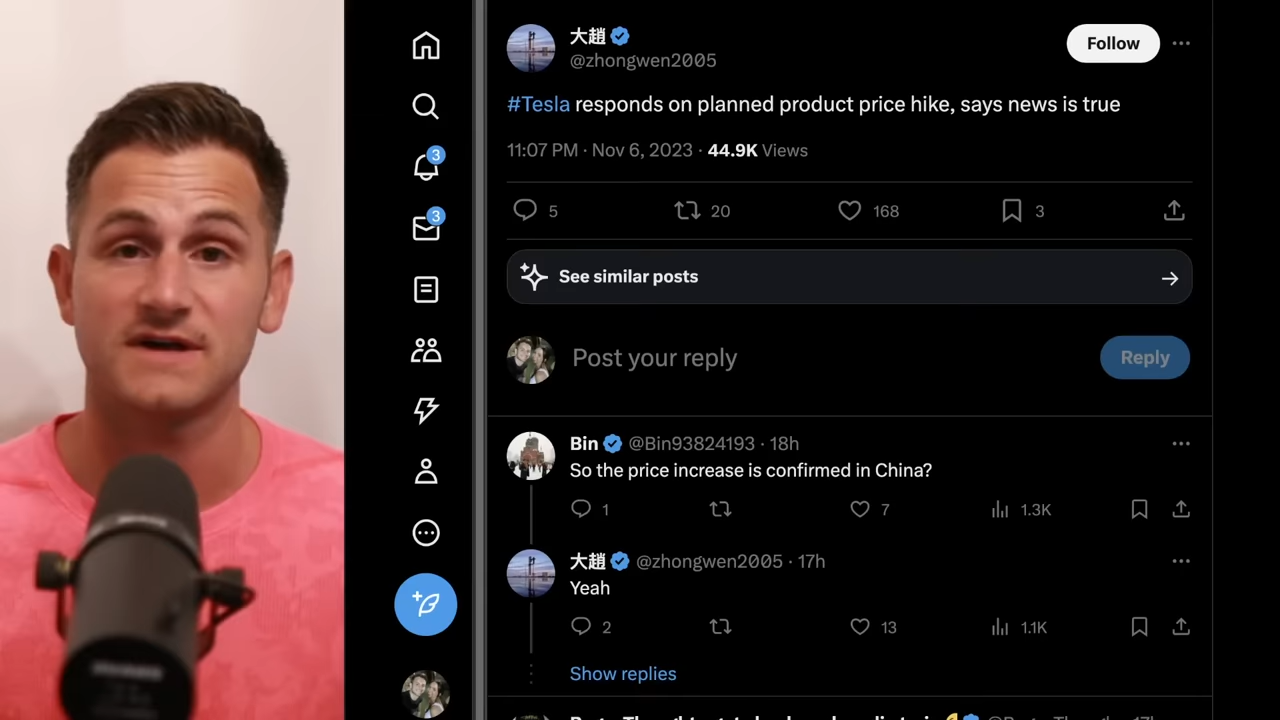 大趙
@zhongwen2005
Follow
#Tesla responds on planned product price hike, says news is true
11:07 PM · Nov 6, 2023 · 44.9K Views
5 20 168 3
3
3
See similar posts
Post your reply
Reply
Bin @Bin93824193 · 18h
So the price increase is confirmed in China?
1 7 1.3K
大趙 @zhongwen2005 · 17h
Yeah
2 13 1.1K
Show replies